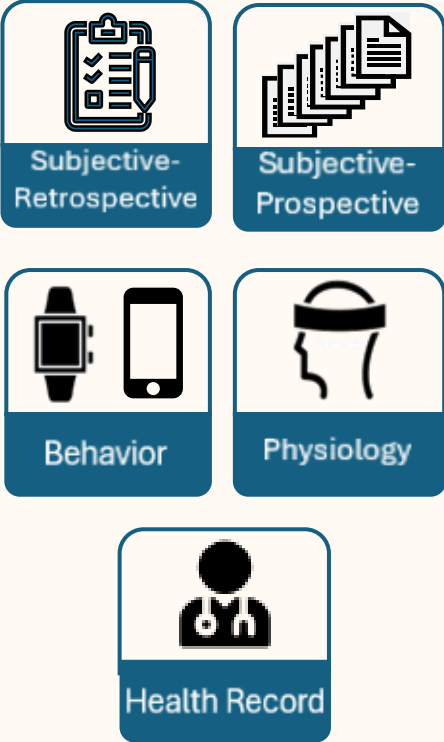 Subjective-
Retrospective
Subjective-
Prospective
Behavior
Physiology
Health Record